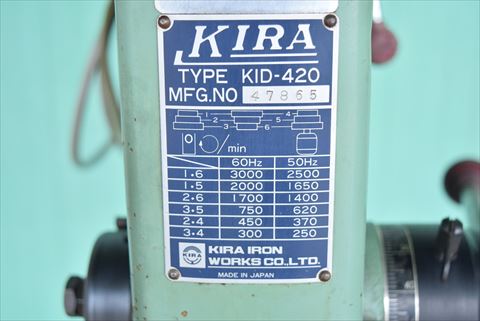 KIRA
TYPE KID-420
MFG.NO 47865
1 4
2 5
3 6
0 /min
60Hz 50Hz
1·6 3000 2500
1·5 2000 1650
2·6 1700 1400
3·5 750 620
2·4 450 370
3·4 300 250
KIRA KIRA IRON
WORKS CO.,LTD.
MADE IN JAPAN